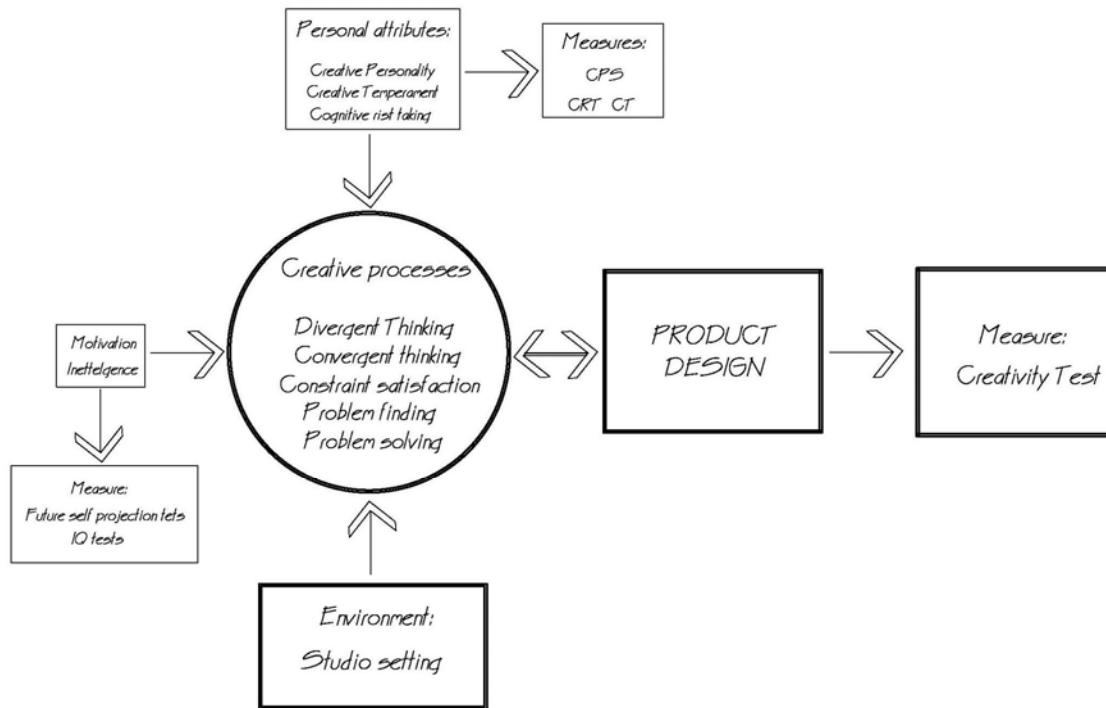 Personal attributes:
Creative Personality
Creative Temperament
Cognitive rist taking
Measures:
CPS
CRT CT
Creative processes
Divergent Thinking
Convergent thinking
Constraint satisfaction
Problem finding
Problem solving
PRODUCT
DESIGN
Measure:
Creativity Test
Motivation
Inettelgence
Measure:
Future self projection tets
IQ tests
Environment:
Studio setting